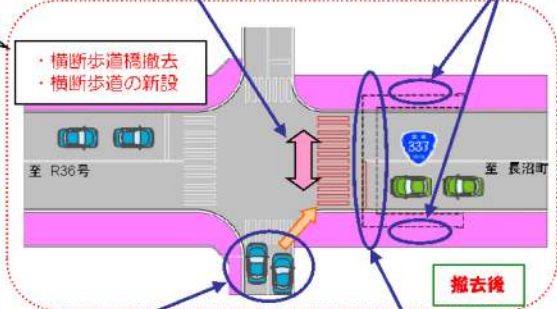 ・横断歩道橋撤去
・横断歩道の新設
至 R36号
337
至 長沼町
撤去後